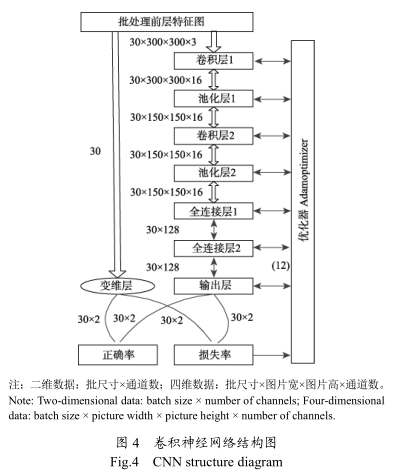 批处理前层特征图
30×300×300×3
卷积层1
30×300×300×16
池化层1
30×150×150×16
卷积层2
30×150×150×16
池化层2
30×150×150×16
全连接层1
30×128
全连接层2
30×128
输出层
30
变维层
优化器 Adamoptimizer
(12)
30×2
30×2
30×2
30×2
正确率
损失率
注：二维数据：批尺寸×通道数；四维数据：批尺寸×图片宽×图片高×通道数。
Note: Two-dimensional data: batch size × number of channels; Four-dimensional
data: batch size × picture width × picture height × number of channels.
图 4 卷积神经网络结构图
Fig.4 CNN structure diagram